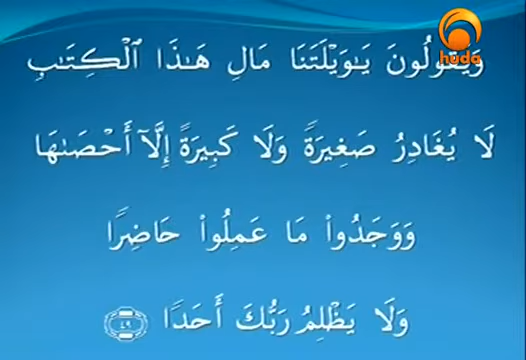 huda
وَيَقُولُونَ يَـٰوَيْلَتَنَا مَالِ هَـٰذَا ٱلْكِتَـٰبِ
لَا يُغَادِرُ صَغِيرَةً وَلَا كَبِيرَةً إِلَّآ أَحْصَىٰهَا
وَوَجَدُوا۟ مَا عَمِلُوا۟ حَاضِرًا
وَلَا يَظْلِمُ رَبُّكَ أَحَدًا ٤٩